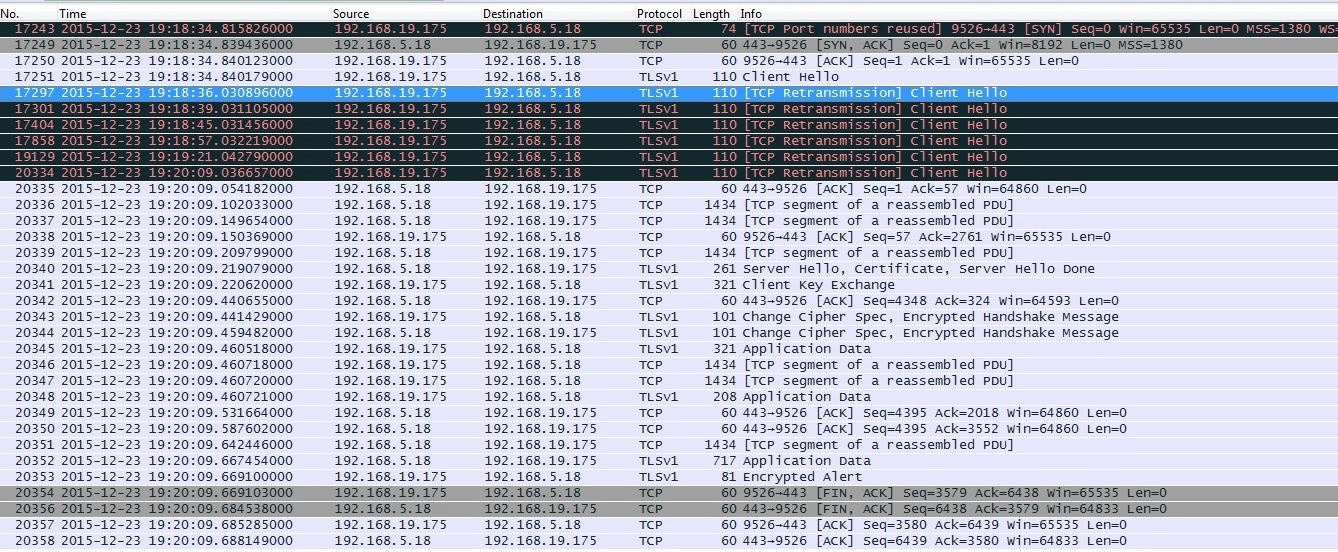 No. Time Source Destination Protocol Length Info
17243 2015-12-23 19:18:34.815826000 192.168.19.175 192.168.5.18 TCP 74 [TCP Port numbers reused] 9526→443 [SYN] Seq=0 Win=65535 Len=0 MSS=1380 WS=
17249 2015-12-23 19:18:34.839436000 192.168.5.18 192.168.19.175 TCP 60 443→9526 [SYN, ACK] Seq=0 Ack=1 Win=8192 Len=0 MSS=1380
17250 2015-12-23 19:18:34.840123000 192.168.19.175 192.168.5.18 TCP 60 9526→443 [ACK] Seq=1 Ack=1 Win=65535 Len=0
17251 2015-12-23 19:18:34.840179000 192.168.19.175 192.168.5.18 TLSv1 110 Client Hello
17297 2015-12-23 19:18:36.030896000 192.168.19.175 192.168.5.18 TLSv1 110 [TCP Retransmission] Client Hello
17301 2015-12-23 19:18:39.031105000 192.168.19.175 192.168.5.18 TLSv1 110 [TCP Retransmission] Client Hello
17404 2015-12-23 19:18:45.031456000 192.168.19.175 192.168.5.18 TLSv1 110 [TCP Retransmission] Client Hello
17858 2015-12-23 19:18:57.032219000 192.168.19.175 192.168.5.18 TLSv1 110 [TCP Retransmission] Client Hello
19129 2015-12-23 19:19:21.042790000 192.168.19.175 192.168.5.18 TLSv1 110 [TCP Retransmission] Client Hello
20334 2015-12-23 19:20:09.036657000 192.168.19.175 192.168.5.18 TLSv1 110 [TCP Retransmission] Client Hello
20335 2015-12-23 19:20:09.054182000 192.168.5.18 192.168.19.175 TCP 60 443→9526 [ACK] Seq=1 Ack=57 Win=64860 Len=0
20336 2015-12-23 19:20:09.102033000 192.168.5.18 192.168.19.175 TCP 1434 [TCP segment of a reassembled PDU]
20337 2015-12-23 19:20:09.149654000 192.168.5.18 192.168.19.175 TCP 1434 [TCP segment of a reassembled PDU]
20338 2015-12-23 19:20:09.150369000 192.168.19.175 192.168.5.18 TCP 60 9526→443 [ACK] Seq=57 Ack=2761 Win=65535 Len=0
20339 2015-12-23 19:20:09.209799000 192.168.5.18 192.168.19.175 TCP 1434 [TCP segment of a reassembled PDU]
20340 2015-12-23 19:20:09.219079000 192.168.5.18 192.168.19.175 TLSv1 261 Server Hello, Certificate, Server Hello Done
20341 2015-12-23 19:20:09.220620000 192.168.19.175 192.168.5.18 TLSv1 321 Client Key Exchange
20342 2015-12-23 19:20:09.440655000 192.168.5.18 192.168.19.175 TCP 60 443→9526 [ACK] Seq=4348 Ack=324 Win=64593 Len=0
20343 2015-12-23 19:20:09.441429000 192.168.19.175 192.168.5.18 TLSv1 101 Change Cipher Spec, Encrypted Handshake Message
20344 2015-12-23 19:20:09.459482000 192.168.5.18 192.168.19.175 TLSv1 101 Change Cipher Spec, Encrypted Handshake Message
20345 2015-12-23 19:20:09.460518000 192.168.19.175 192.168.5.18 TLSv1 321 Application Data
20346 2015-12-23 19:20:09.460718000 192.168.19.175 192.168.5.18 TCP 1434 [TCP segment of a reassembled PDU]
20347 2015-12-23 19:20:09.460720000 192.168.19.175 192.168.5.18 TCP 1434 [TCP segment of a reassembled PDU]
20348 2015-12-23 19:20:09.460721000 192.168.19.175 192.168.5.18 TLSv1 208 Application Data
20349 2015-12-23 19:20:09.531664000 192.168.5.18 192.168.19.175 TCP 60 443→9526 [ACK] Seq=4395 Ack=2018 Win=64860 Len=0
20350 2015-12-23 19:20:09.587602000 192.168.5.18 192.168.19.175 TCP 60 443→9526 [ACK] Seq=4395 Ack=3552 Win=64860 Len=0
20351 2015-12-23 19:20:09.642446000 192.168.5.18 192.168.19.175 TCP 1434 [TCP segment of a reassembled PDU]
20352 2015-12-23 19:20:09.667454000 192.168.5.18 192.168.19.175 TLSv1 717 Application Data
20353 2015-12-23 19:20:09.669100000 192.168.19.175 192.168.5.18 TLSv1 81 Encrypted Alert
20354 2015-12-23 19:20:09.669103000 192.168.19.175 192.168.5.18 TCP 60 9526→443 [FIN, ACK] Seq=3579 Ack=6438 Win=65535 Len=0
20356 2015-12-23 19:20:09.684538000 192.168.5.18 192.168.19.175 TCP 60 443→9526 [FIN, ACK] Seq=6438 Ack=3579 Win=64833 Len=0
20357 2015-12-23 19:20:09.685285000 192.168.19.175 192.168.5.18 TCP 60 9526→443 [ACK] Seq=3580 Ack=6439 Win=65535 Len=0
20358 2015-12-23 19:20:09.688149000 192.168.5.18 192.168.19.175 TCP 60 443→9526 [ACK] Seq=6439 Ack=3580 Win=64833 Len=0